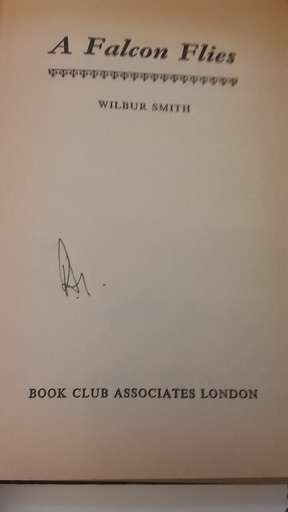 A Falcon Flies
WILBUR SMITH
BOOK CLUB ASSOCIATES LONDON